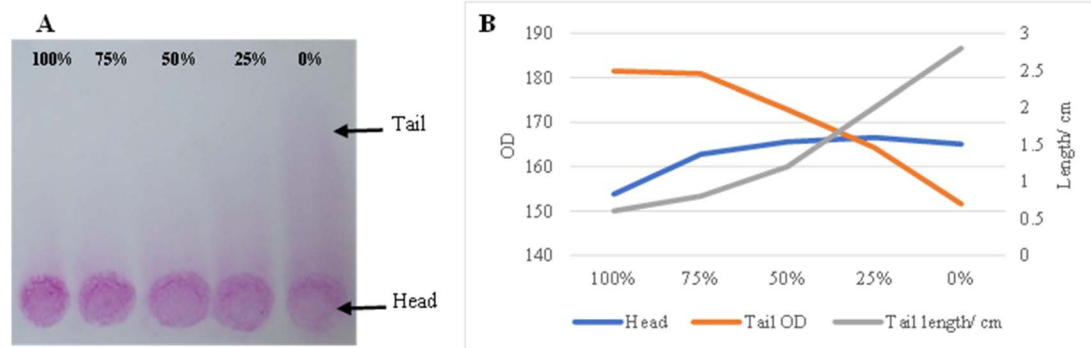 A
100% 75% 50% 25% 0%
Tail
Head
B
190
180
170
160
150
140
OD
3
2.5
2
1.5
1
0.5
0
Length/ cm
100% 75% 50% 25% 0%
Head Tail OD Tail length/ cm